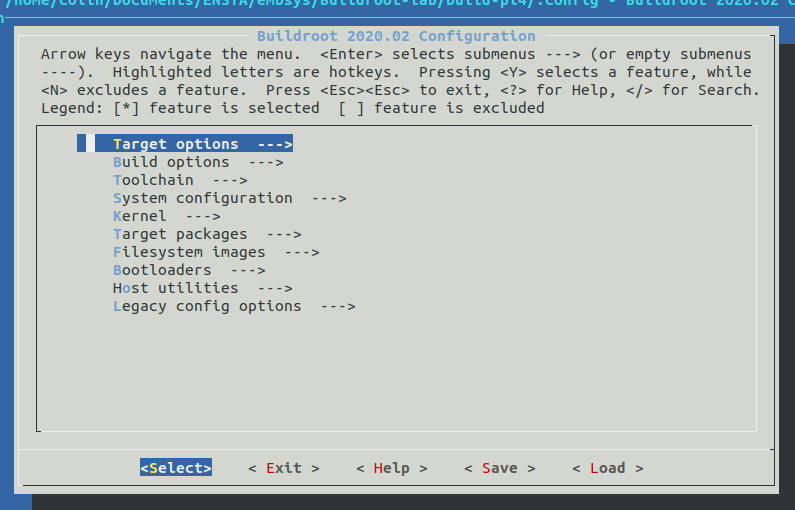 /home/colin/Documents/ENSTA/embsys/Buildroot-lab/build-pt4/.config - Buildroot 2020.02 C
n
Buildroot 2020.02 Configuration
Arrow keys navigate the menu.  <Enter> selects submenus ---> (or empty submenus
----).  Highlighted letters are hotkeys.  Pressing <Y> selects a feature, while
<N> excludes a feature.  Press <Esc><Esc> to exit, <?> for Help, </> for Search.
Legend: [*] feature is selected  [ ] feature is excluded
Target options  --->
Build options  --->
Toolchain  --->
System configuration  --->
Kernel  --->
Target packages  --->
Filesystem images  --->
Bootloaders  --->
Host utilities  --->
Legacy config options  --->
<Select>    < Exit >    < Help >    < Save >    < Load >